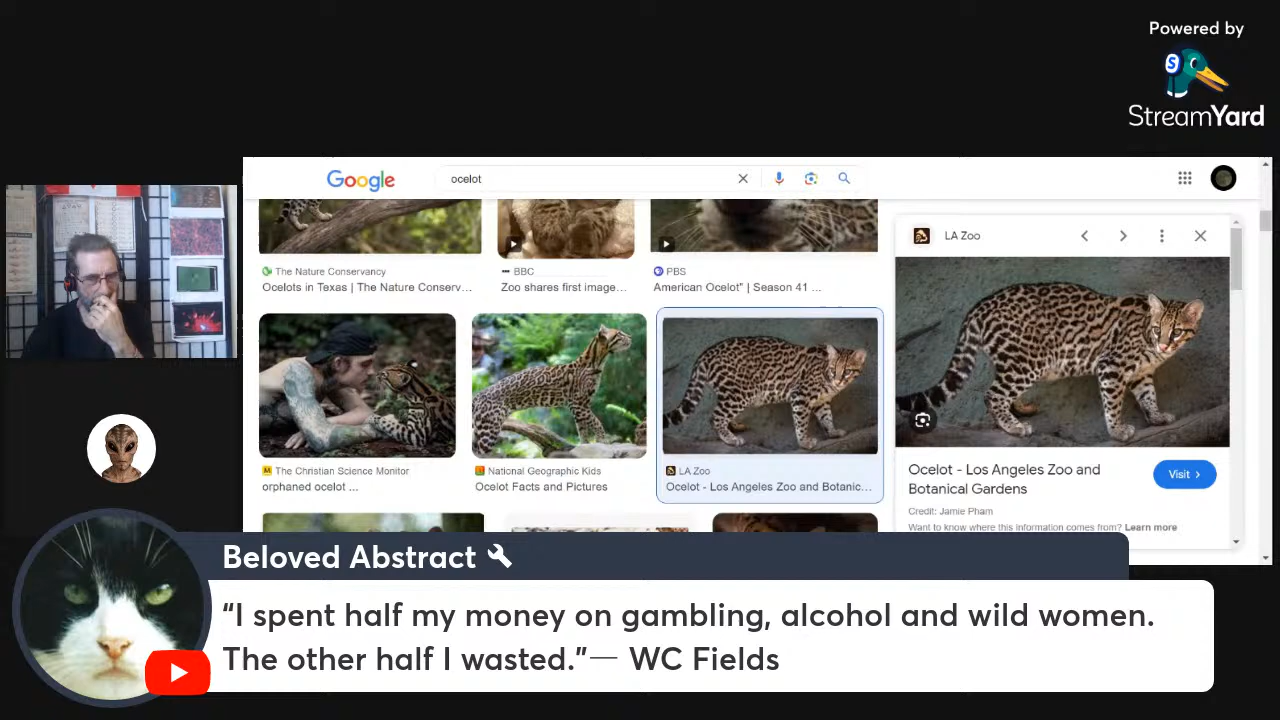 Powered by
StreamYard
Google
ocelot
The Nature Conservancy
Ocelots in Texas | The Nature Conserv...
BBC
Zoo shares first image...
PBS
American Ocelot" | Season 41 ...
The Christian Science Monitor
orphaned ocelot ...
National Geographic Kids
Ocelot Facts and Pictures
LA Zoo
Ocelot - Los Angeles Zoo and Botanic...
LA Zoo
Ocelot - Los Angeles Zoo and
Botanical Gardens
Visit
Credit: Jamie Pham
Want to know where this information comes from? Learn more
Beloved Abstract
“I spent half my money on gambling, alcohol and wild women.
The other half I wasted.”— WC Fields